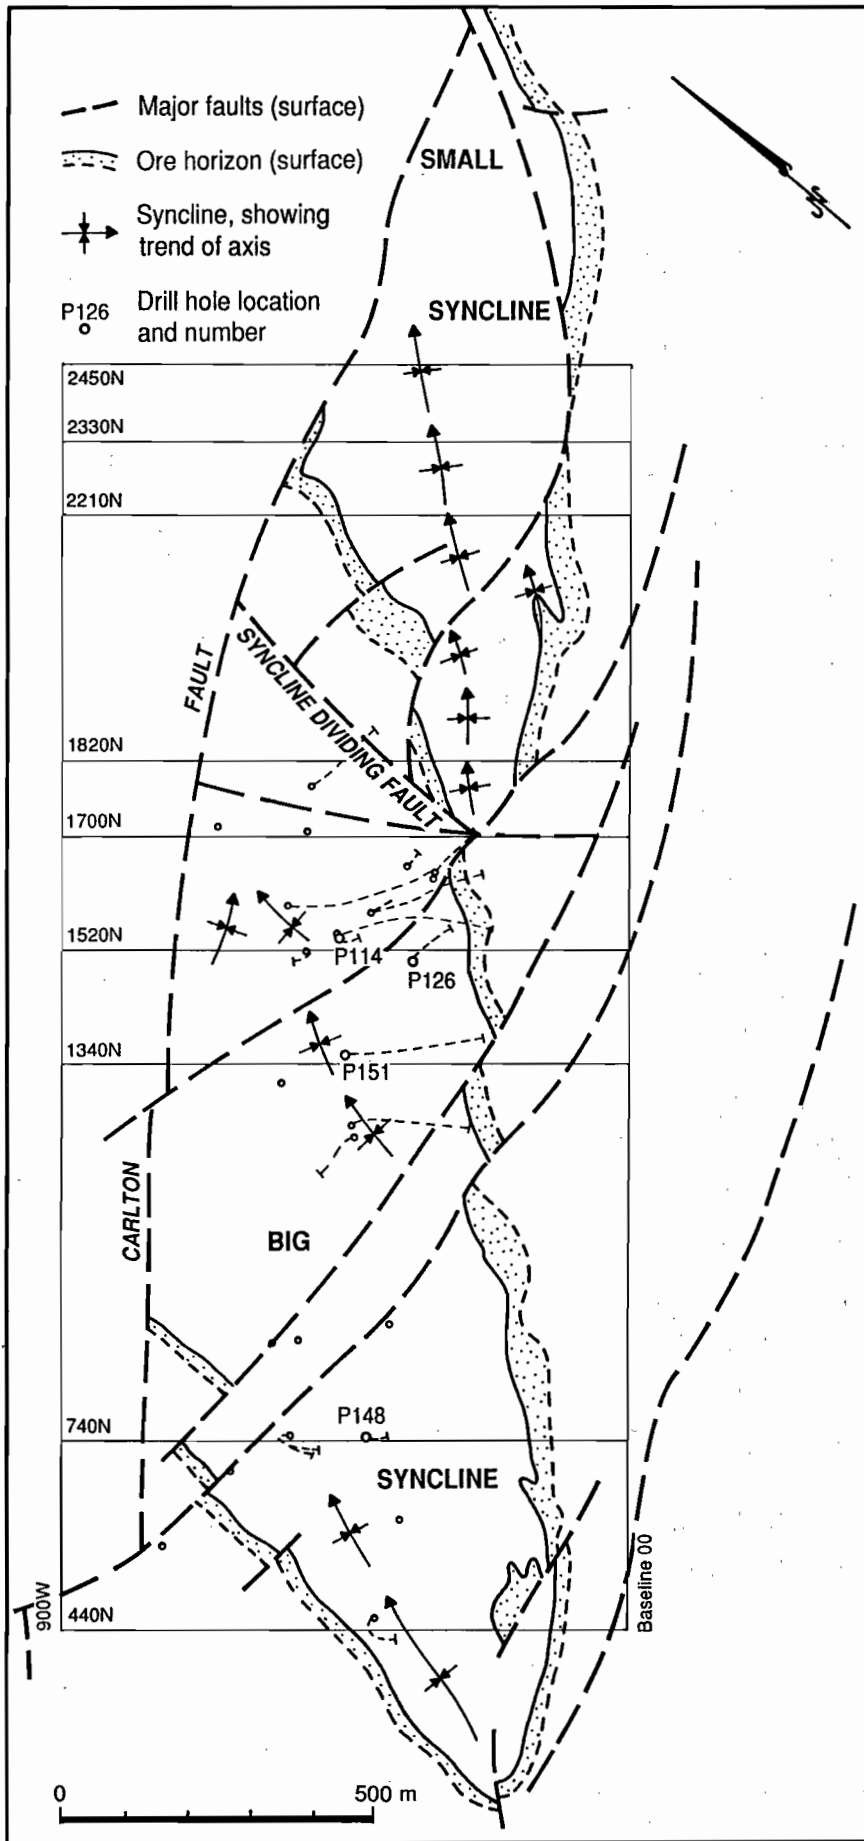 Major faults (surface)
Ore horizon (surface)
Syncline, showing
trend of axis
P126
Drill hole location
and number
N
SMALL
SYNCLINE
2450N
2330N
2210N
FAULT
SYNCLINE DIVIDING FAULT
1820N
1700N
1520N
P114
P126
1340N
P151
CARLTON
BIG
740N
P148
SYNCLINE
900W
440N
Baseline 00
0
500 m